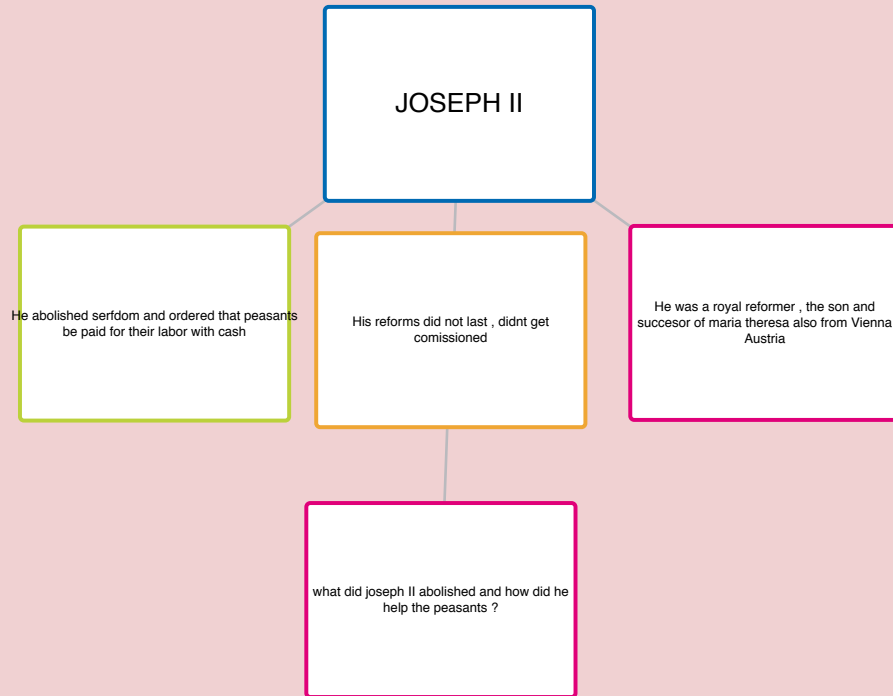 JOSEPH II
He abolished serfdom and ordered that peasants
be paid for their labor with cash
His reforms did not last , didnt get
comissioned
He was a royal reformer , the son and
succesor of maria theresa also from Vienna
Austria
what did joseph II abolished and how did he
help the peasants ?